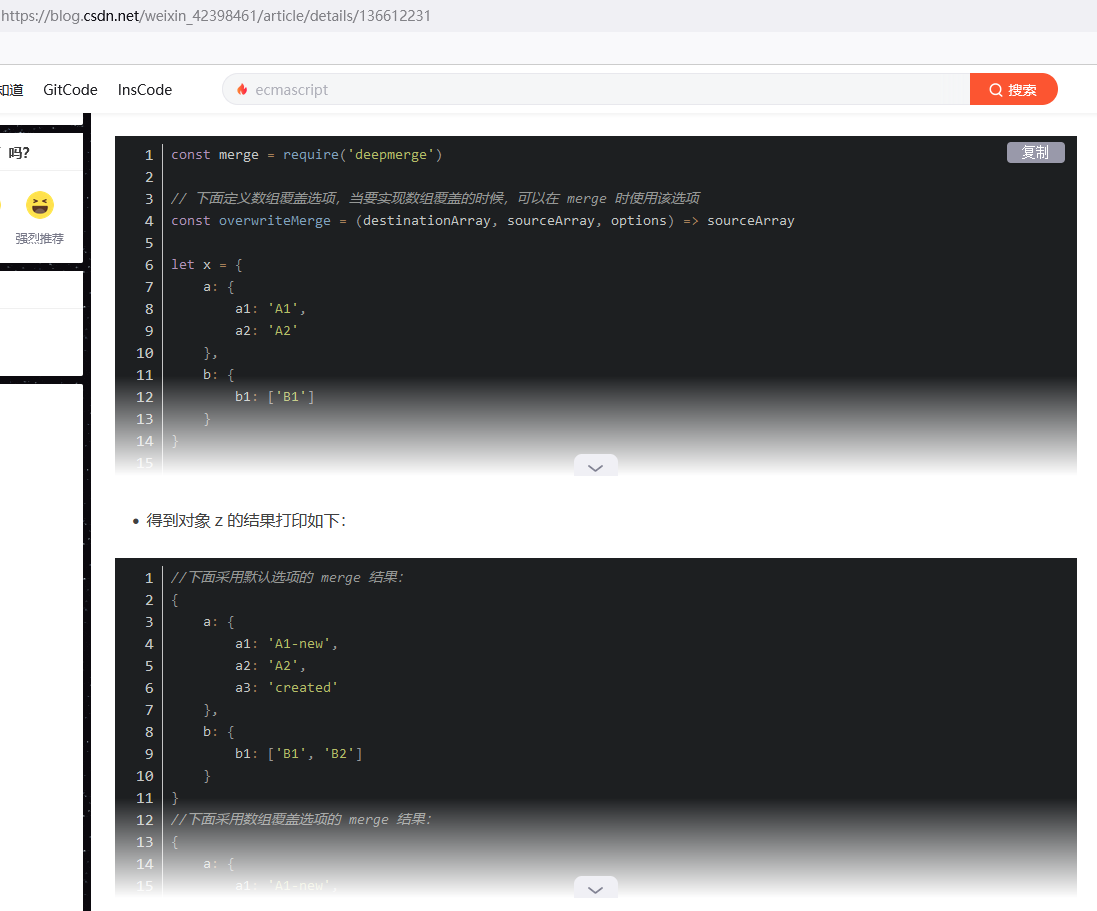 https://blog.csdn.net/weixin_42398461/article/details/136612231
知道 GitCode InsCode ecmascript 搜索
吗?
强烈推荐
复制
1 const merge = require('deepmerge')
2
3 // 下面定义数组覆盖选项，当要实现数组覆盖的时候，可以在 merge 时使用该选项
4 const overwriteMerge = (destinationArray, sourceArray, options) => sourceArray
5
6 let x = {
7     a: {
8         a1: 'A1',
9         a2: 'A2'
10     },
11     b: {
12         b1: ['B1']
13     }
14 }
15
• 得到对象 z 的结果打印如下：
1 //下面采用默认选项的 merge 结果：
2 {
3     a: {
4         a1: 'A1-new',
5         a2: 'A2',
6         a3: 'created'
7     },
8     b: {
9         b1: ['B1', 'B2']
10     }
11 }
12 //下面采用数组覆盖选项的 merge 结果：
13 {
14     a: {
15         a1: 'A1-new',